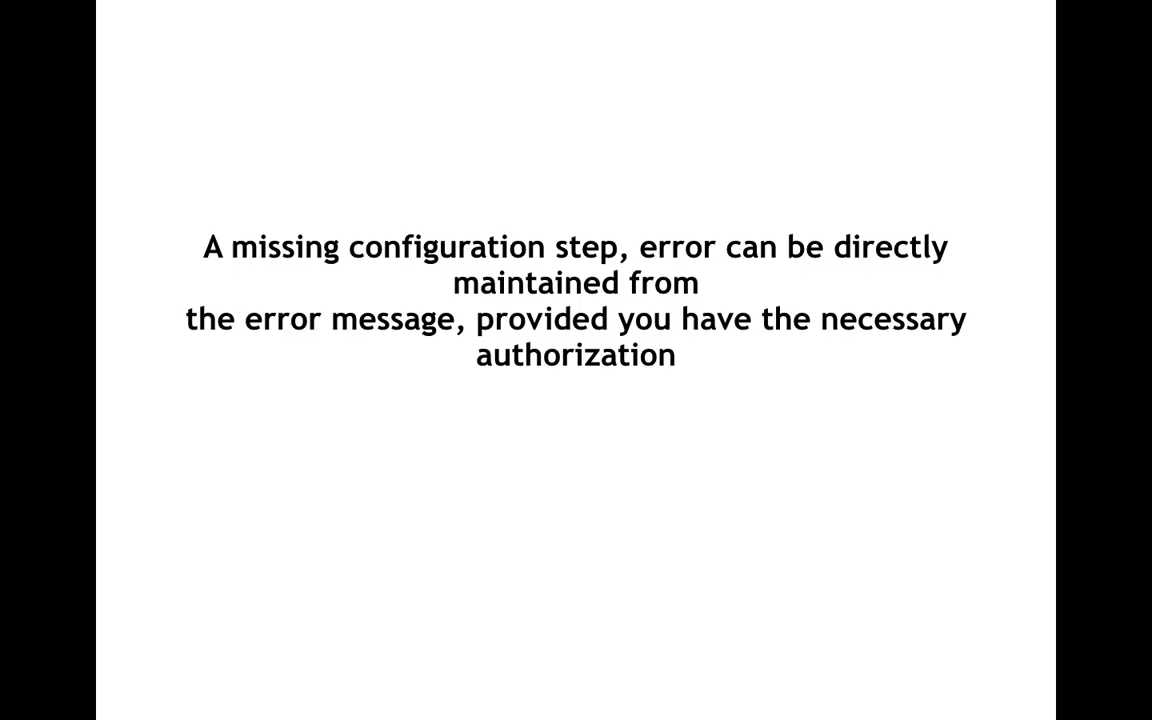 A missing configuration step, error can be directly
maintained from
the error message, provided you have the necessary
authorization